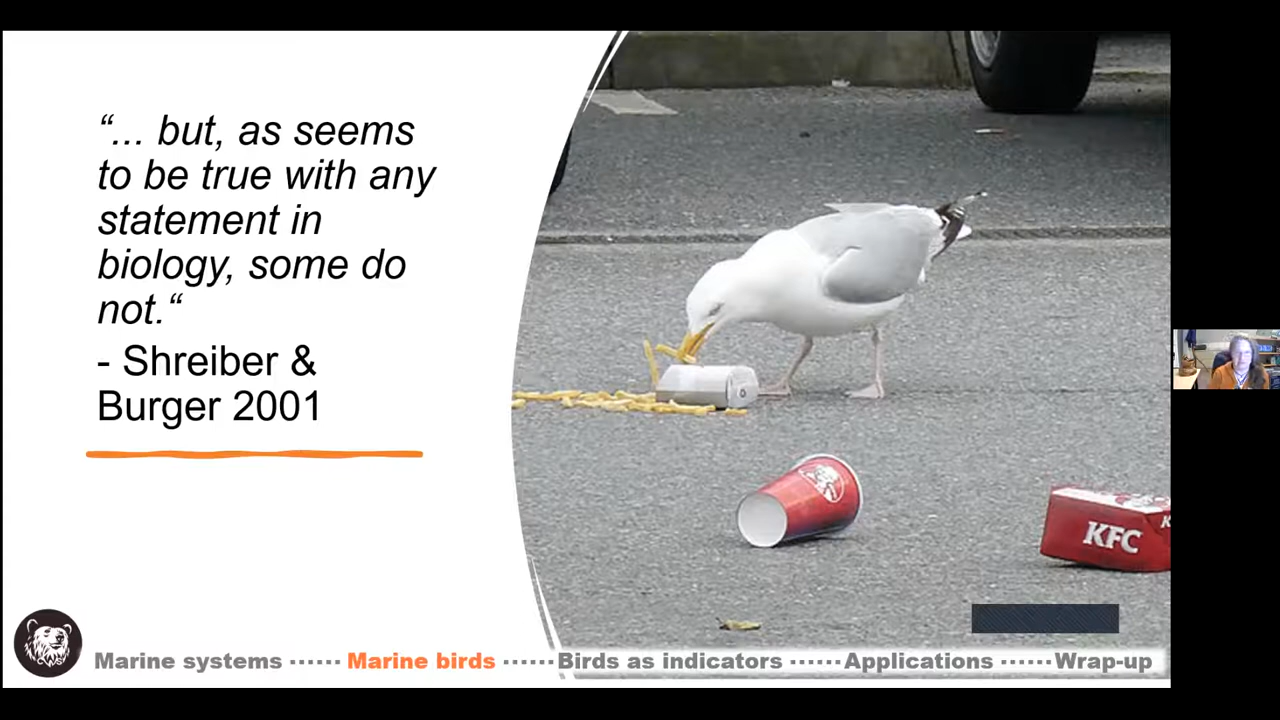 “... but, as seems
to be true with any
statement in
biology, some do
not.“
- Shreiber &
Burger 2001
KFC
Marine systems ...... Marine birds ...... Birds as indicators ...... Applications ...... Wrap-up